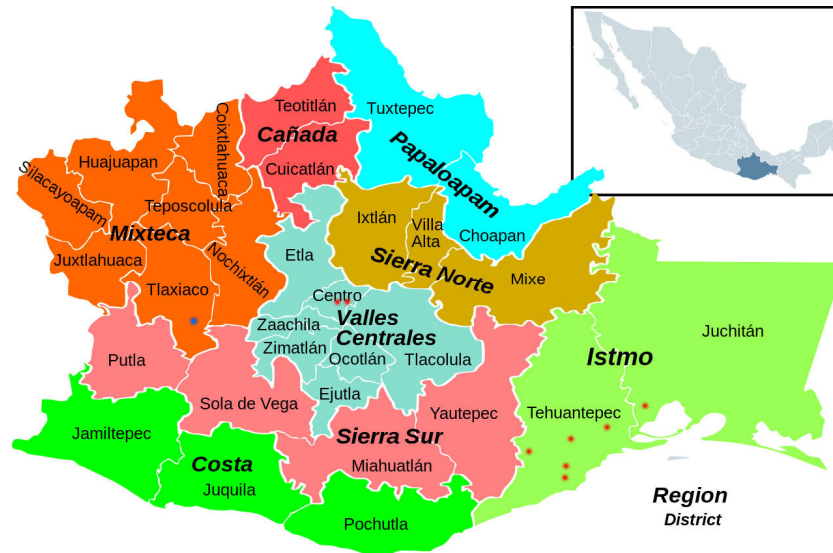 Teotitlán
Cañada
Cuicatlán
Tuxtepec
Papaloapam
Choapan
Coixtlahuaca
Huajuapan
Silacayoapam
Teposcolula
Mixteca
Juxtlahuaca
Nochixtlán
Tlaxiaco
Ixtlán
Villa
Alta
Sierra Norte
Mixe
Etla
Centro
Zaachila
Valles
Centrales
Zimatlán
Ocotlán
Tlacolula
Ejutla
Juchitán
Istmo
Tehuantepec
Putla
Sola de Vega
Yautepec
Sierra Sur
Miahuatlán
Jamiltepec
Costa
Juquila
Pochutla
Region
District